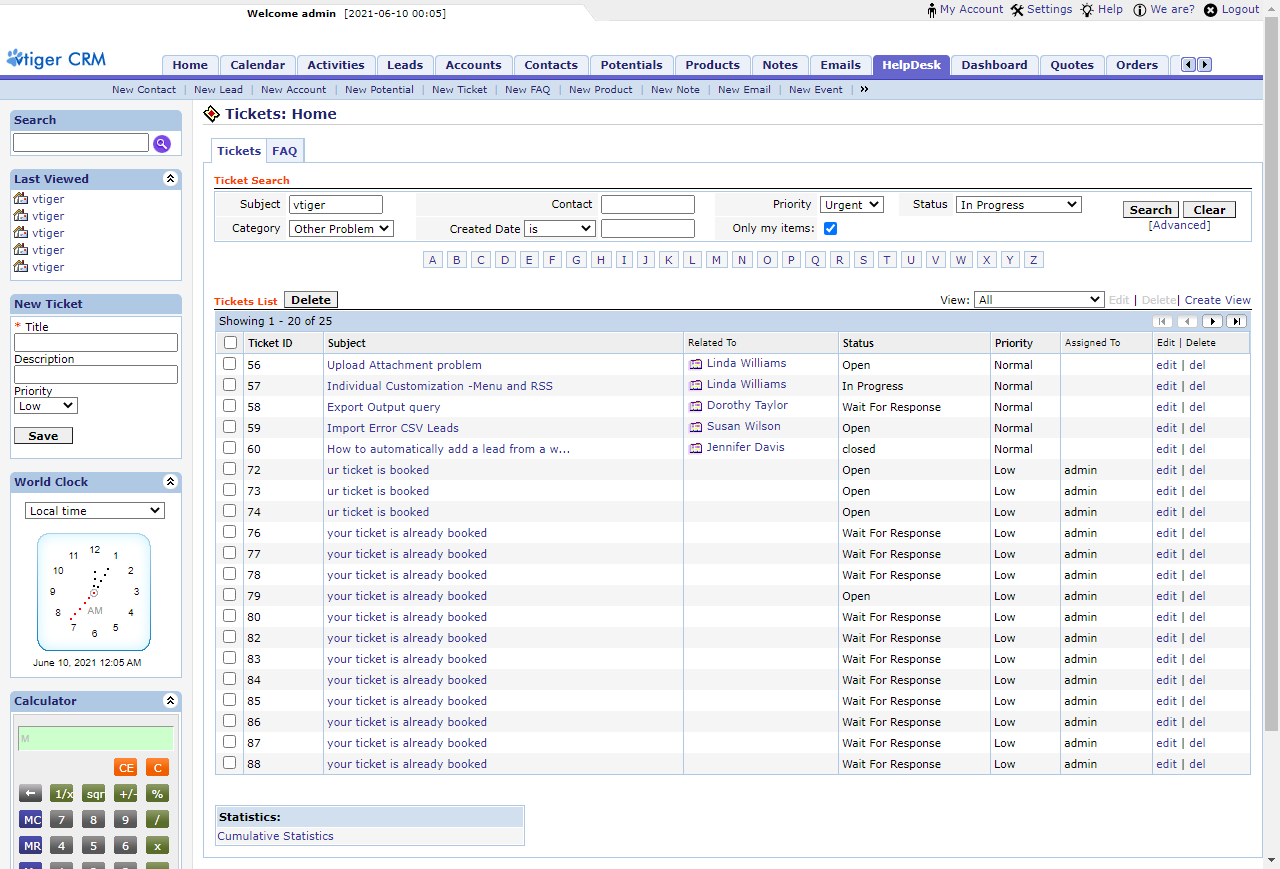 Welcome admin [2021-06-10 00:05]
My Account Settings Help We are? Logout
vtiger CRM
Home Calendar Activities Leads Accounts Contacts Potentials Products Notes Emails HelpDesk Dashboard Quotes Orders
New Contact | New Lead | New Account | New Potential | New Ticket | New FAQ | New Product | New Note | New Email | New Event | »
Search
Last Viewed
vtiger
vtiger
vtiger
vtiger
vtiger
New Ticket
* Title
Description
Priority
Low
Save
World Clock
Local time
12
11 1
10 2
9 3
AM
8 4
7 5
6
June 10, 2021 12:05 AM
Calculator
M
CE C
← 1/x sqr +/- %
MC 7 8 9 /
MR 4 5 6 x
Tickets: Home
Tickets FAQ
Ticket Search
Subject vtiger Contact Priority Urgent Status In Progress Search Clear
Category Other Problem Created Date is Only my items: [Advanced]
A B C D E F G H I J K L M N O P Q R S T U V W X Y Z
Tickets List Delete View: All Edit | Delete | Create View
Showing 1 - 20 of 25
Ticket ID Subject Related To Status Priority Assigned To Edit | Delete
56 Upload Attachment problem Linda Williams Open Normal edit | del
57 Individual Customization -Menu and RSS Linda Williams In Progress Normal edit | del
58 Export Output query Dorothy Taylor Wait For Response Normal edit | del
59 Import Error CSV Leads Susan Wilson Open Normal edit | del
60 How to automatically add a lead from a w... Jennifer Davis closed Normal edit | del
72 ur ticket is booked Open Low admin edit | del
73 ur ticket is booked Open Low admin edit | del
74 ur ticket is booked Open Low admin edit | del
76 your ticket is already booked Wait For Response Low admin edit | del
77 your ticket is already booked Wait For Response Low admin edit | del
78 your ticket is already booked Wait For Response Low admin edit | del
79 your ticket is already booked Open Low admin edit | del
80 your ticket is already booked Wait For Response Low admin edit | del
82 your ticket is already booked Wait For Response Low admin edit | del
83 your ticket is already booked Wait For Response Low admin edit | del
84 your ticket is already booked Wait For Response Low admin edit | del
85 your ticket is already booked Wait For Response Low admin edit | del
86 your ticket is already booked Wait For Response Low admin edit | del
87 your ticket is already booked Wait For Response Low admin edit | del
88 your ticket is already booked Wait For Response Low admin edit | del
Statistics:
Cumulative Statistics